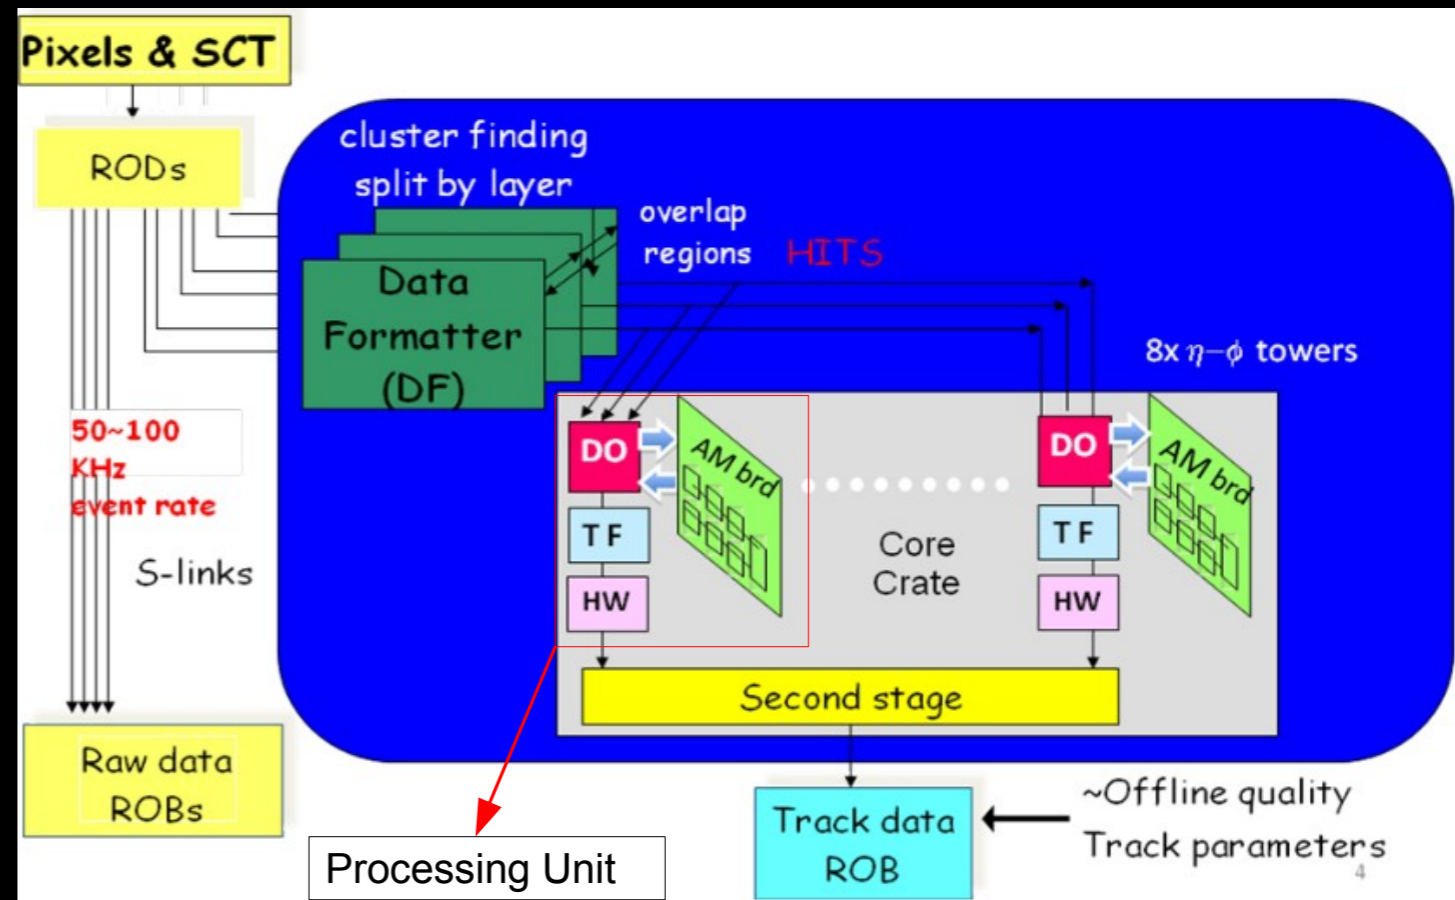 Pixels & SCT
RODs
cluster finding
split by layer
overlap
regions
HITS
Data
Formatter
(DF)
8x η−ϕ towers
50~100
KHz
event rate
S-links
DO
AM brd
TF
HW
Core
Crate
DO
AM brd
TF
HW
Second stage
Raw data
ROBs
Processing Unit
Track data
ROB
~Offline quality
Track parameters
4